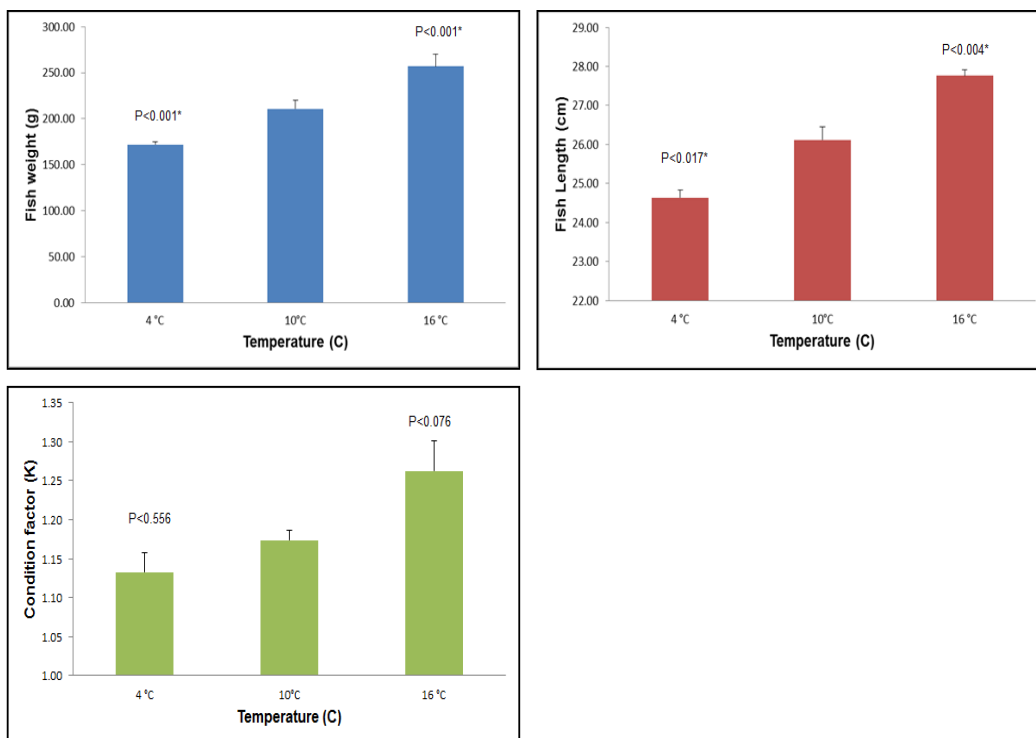 300.00
250.00
200.00
150.00
100.00
50.00
0.00
Fish weight (g)
P<0.001*
P<0.001*
4 °C
10°C
16 °C
Temperature (C)
29.00
28.00
27.00
26.00
25.00
24.00
23.00
22.00
Fish Length (cm)
P<0.017*
P<0.004*
4 °C
10°C
16 °C
Temperature (C)
1.35
1.30
1.25
1.20
1.15
1.10
1.05
1.00
Condition factor (K)
P<0.556
P<0.076
4 °C
10°C
16 °C
Temperature (C)